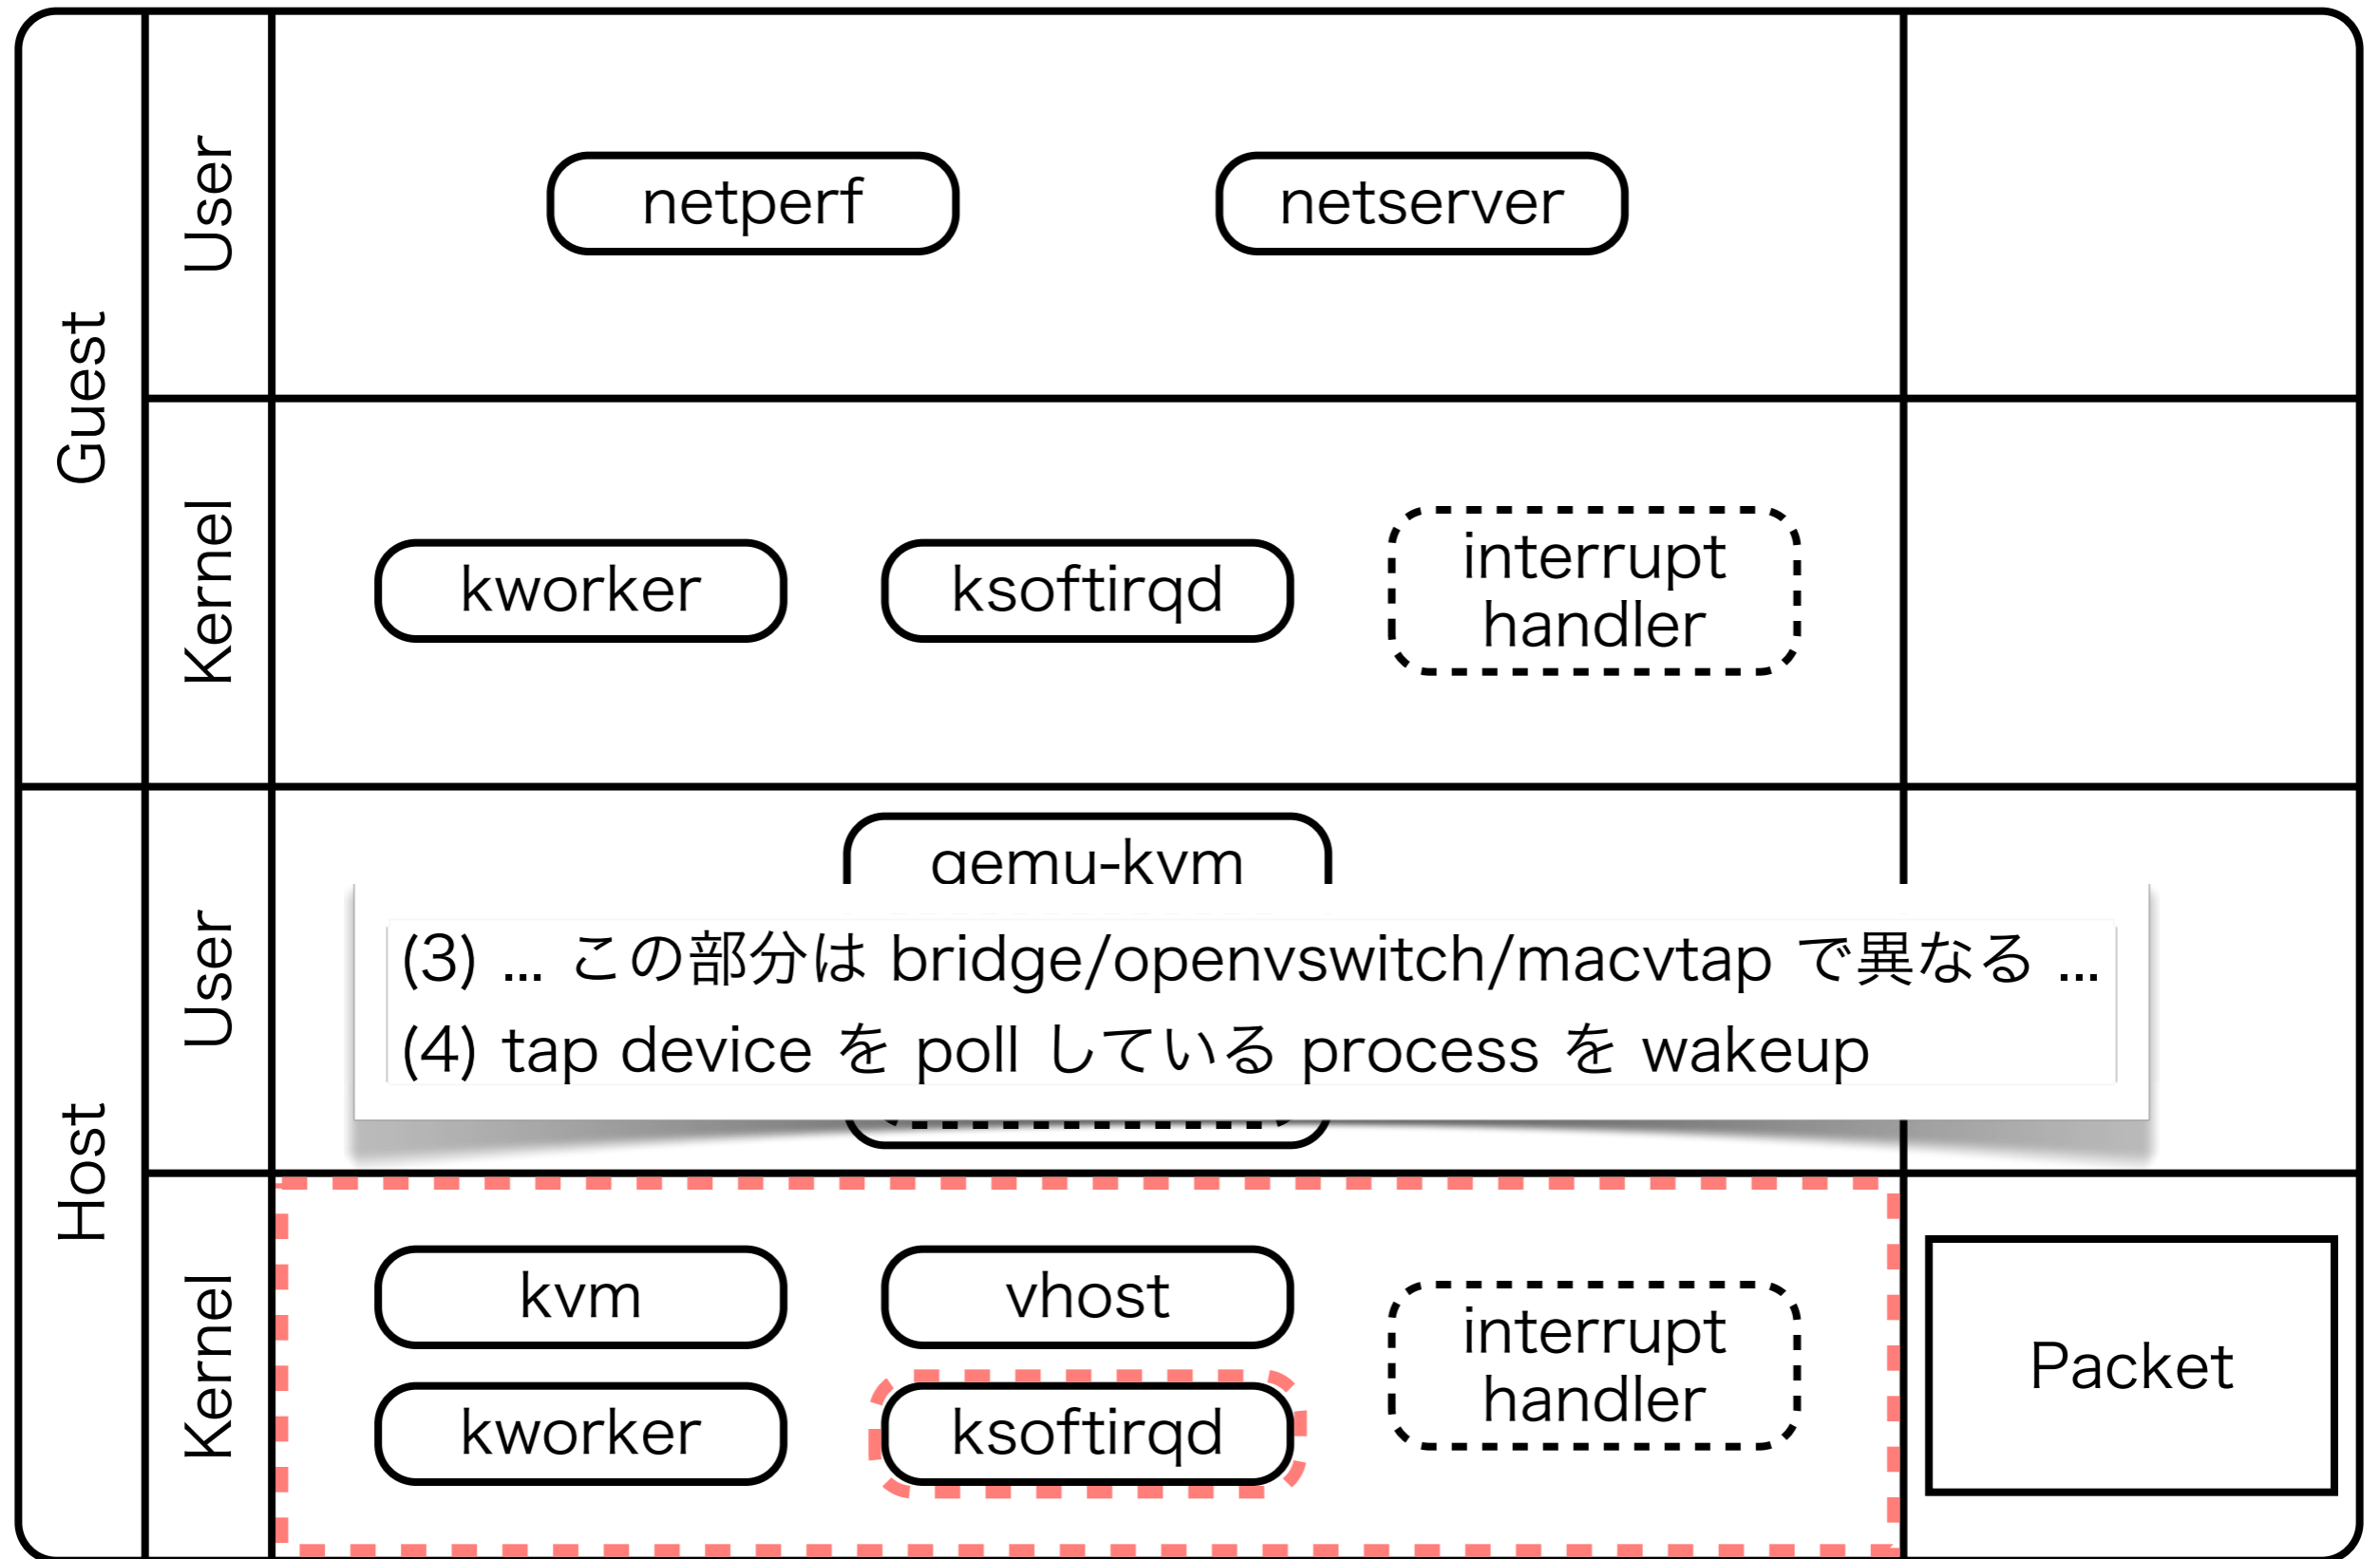 Guest
User
netperf
netserver
Kernel
kworker
ksoftirqd
interrupt
handler
Host
User
qemu-kvm
(3) ... この部分は bridge/openvswitch/macvtap で異なる ...
(4) tap device を poll している process を wakeup
Kernel
kvm
vhost
interrupt
handler
kworker
ksoftirqd
Packet